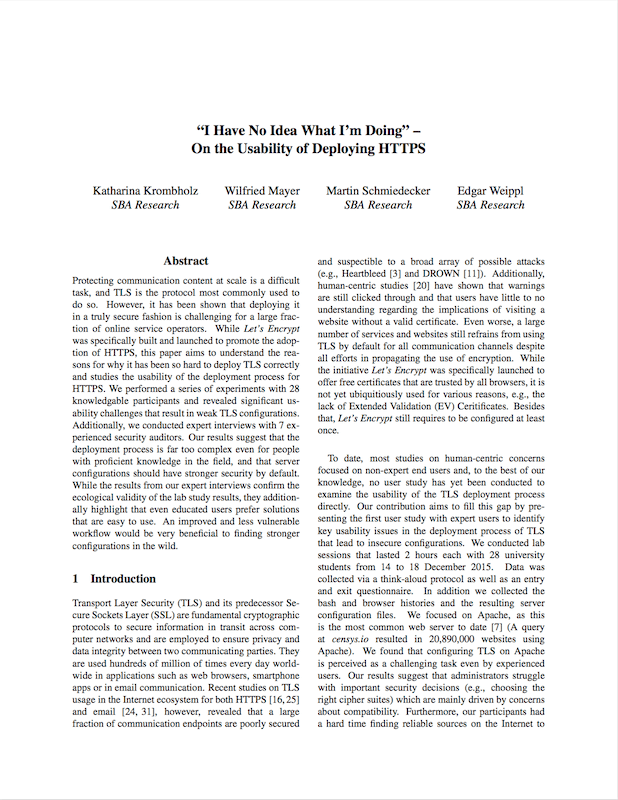 “I Have No Idea What I’m Doing” –
On the Usability of Deploying HTTPS
Katharina Krombholz Wilfried Mayer Martin Schmiedecker Edgar Weippl
SBA Research SBA Research SBA Research SBA Research
Abstract
Protecting communication content at scale is a difficult
task, and TLS is the protocol most commonly used to
do so. However, it has been shown that deploying it
in a truly secure fashion is challenging for a large frac-
tion of online service operators. While Let’s Encrypt
was specifically built and launched to promote the adop-
tion of HTTPS, this paper aims to understand the rea-
sons for why it has been so hard to deploy TLS correctly
and studies the usability of the deployment process for
HTTPS. We performed a series of experiments with 28
knowledgable participants and revealed significant us-
ability challenges that result in weak TLS configurations.
Additionally, we conducted expert interviews with 7 ex-
perienced security auditors. Our results suggest that the
deployment process is far too complex even for people
with proficient knowledge in the field, and that server
configurations should have stronger security by default.
While the results from our expert interviews confirm the
ecological validity of the lab study results, they addition-
ally highlight that even educated users prefer solutions
that are easy to use. An improved and less vulnerable
workflow would be very beneficial to finding stronger
configurations in the wild.
1 Introduction
Transport Layer Security (TLS) and its predecessor Se-
cure Sockets Layer (SSL) are fundamental cryptographic
protocols to secure information in transit across com-
puter networks and are employed to ensure privacy and
data integrity between two communicating parties. They
are used hundreds of million of times every day world-
wide in applications such as web browsers, smartphone
apps or in email communication. Recent studies on TLS
usage in the Internet ecosystem for both HTTPS [16, 25]
and email [24, 31], however, revealed that a large
fraction of communication endpoints are poorly secured
and suspectible to a broad array of possible attacks
(e.g., Heartbleed [3] and DROWN [11]). Additionally,
human-centric studies [20] have shown that warnings
are still clicked through and that users have little to no
understanding regarding the implications of visiting a
website without a valid certificate. Even worse, a large
number of services and websites still refrains from using
TLS by default for all communication channels despite
all efforts in propagating the use of encryption. While
the initiative Let’s Encrypt was specifically launched to
offer free certificates that are trusted by all browsers, it is
not yet ubiquitiously used for various reasons, e.g., the
lack of Extended Validation (EV) Ceritificates. Besides
that, Let’s Encrypt still requires to be configured at least
once.
To date, most studies on human-centric concerns
focused on non-expert end users and, to the best of our
knowledge, no user study has yet been conducted to
examine the usability of the TLS deployment process
directly. Our contribution aims to fill this gap by pre-
senting the first user study with expert users to identify
key usability issues in the deployment process of TLS
that lead to insecure configurations. We conducted lab
sessions that lasted 2 hours each with 28 university
students from 14 to 18 December 2015. Data was
collected via a think-aloud protocol as well as an entry
and exit questionnaire. In addition we collected the
bash and browser histories and the resulting server
configuration files. We focused on Apache, as this
is the most common web server to date [7] (A query
at censys.io resulted in 20,890,000 websites using
Apache). We found that configuring TLS on Apache
is perceived as a challenging task even by experienced
users. Our results suggest that administrators struggle
with important security decisions (e.g., choosing the
right cipher suites) which are mainly driven by concerns
about compatibility. Furthermore, our participants had
a hard time finding reliable sources on the Internet to